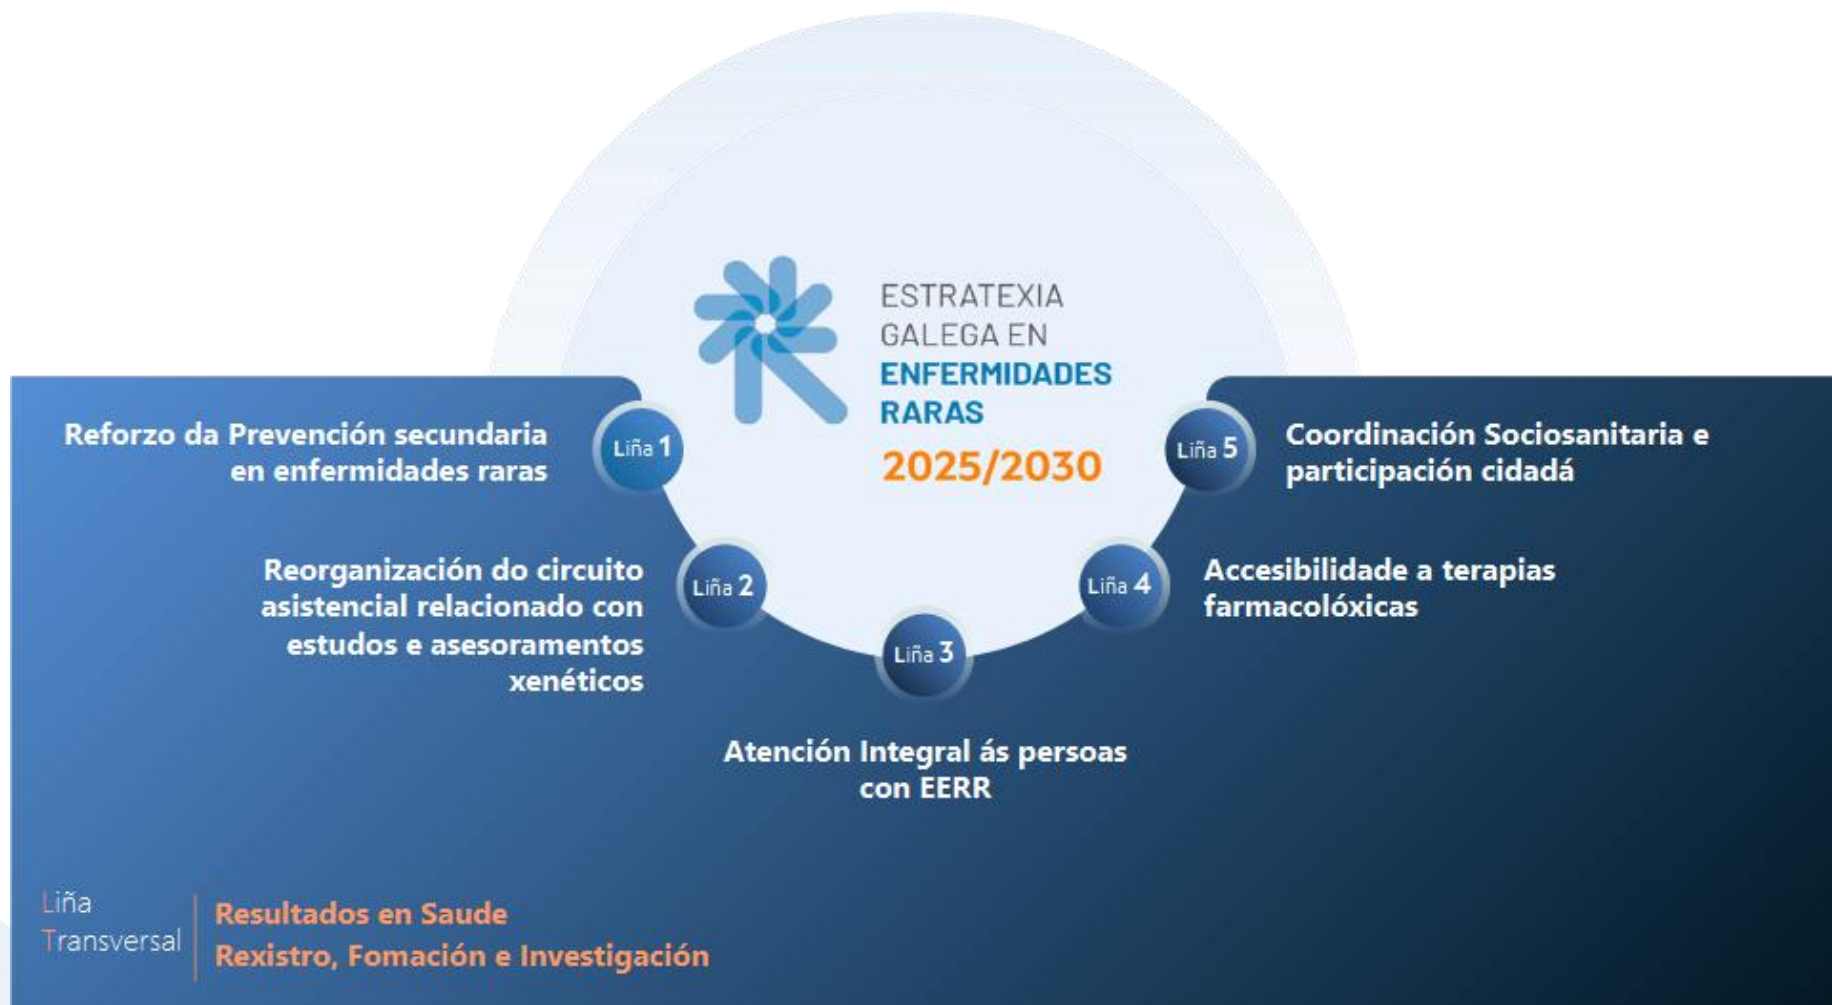 ESTRATEXIA
GALEGA EN
ENFERMIDADES
RARAS
2025/2030
Liña 1
Reforzo da Prevención secundaria
en enfermidades raras
Liña 2
Reorganización do circuito
asistencial relacionado con
estudos e asesoramentos
xenéticos
Liña 3
Atención Integral ás persoas
con EERR
Liña 4
Accesibilidade a terapias
farmacolóxicas
Liña 5
Coordinación Sociosanitaria e
participación cidadá
Liña
Transversal
Resultados en Saude
Rexistro, Fomación e Investigación